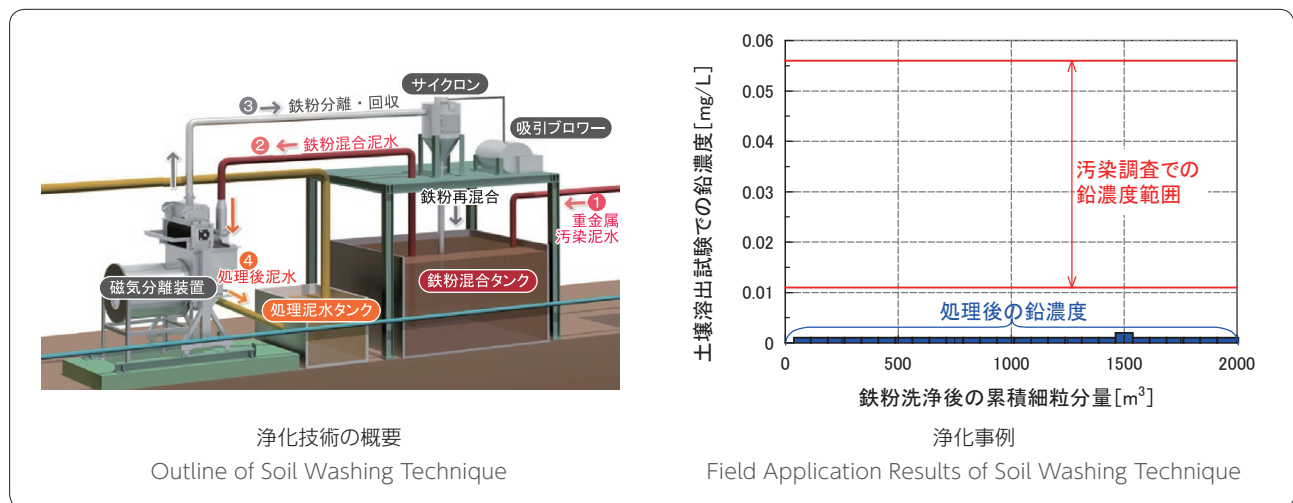 サイクロン
③ 鉄粉分離・回収
吸引ブロワー
② 鉄粉混合泥水
鉄粉再混合
①
重金属
汚染泥水
④
処理後泥水
磁気分離装置
鉄粉混合タンク
処理泥水タンク
浄化技術の概要
Outline of Soil Washing Technique
土壌溶出試験での鉛濃度[mg/L]
0.06
0.05
0.04
0.03
0.02
0.01
0
汚染調査での
鉛濃度範囲
処理後の鉛濃度
0 500 1000 1500 2000
鉄粉洗浄後の累積細粒分量[m³]
浄化事例
Field Application Results of Soil Washing Technique